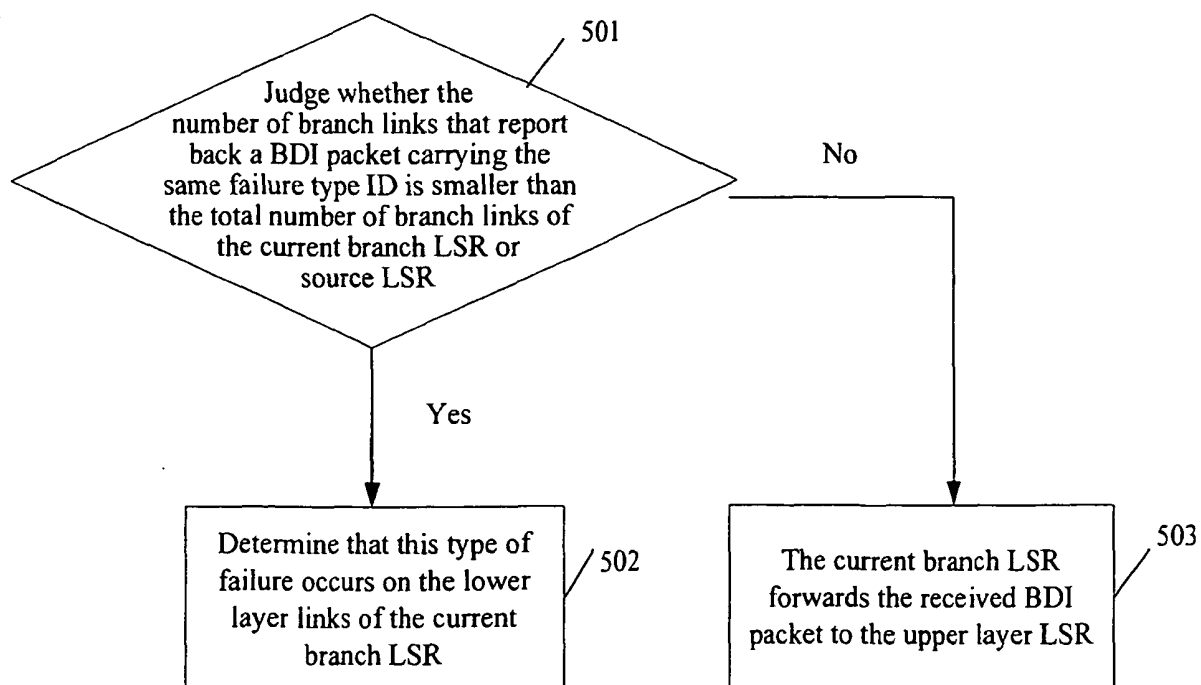 501
Judge whether the
number of branch links that report
back a BDI packet carrying the
same failure type ID is smaller than
the total number of branch links of
the current branch LSR or
source LSR
No
Yes
Determine that this type of
failure occurs on the lower
layer links of the current
branch LSR
502
The current branch LSR
forwards the received BDI
packet to the upper layer LSR
503